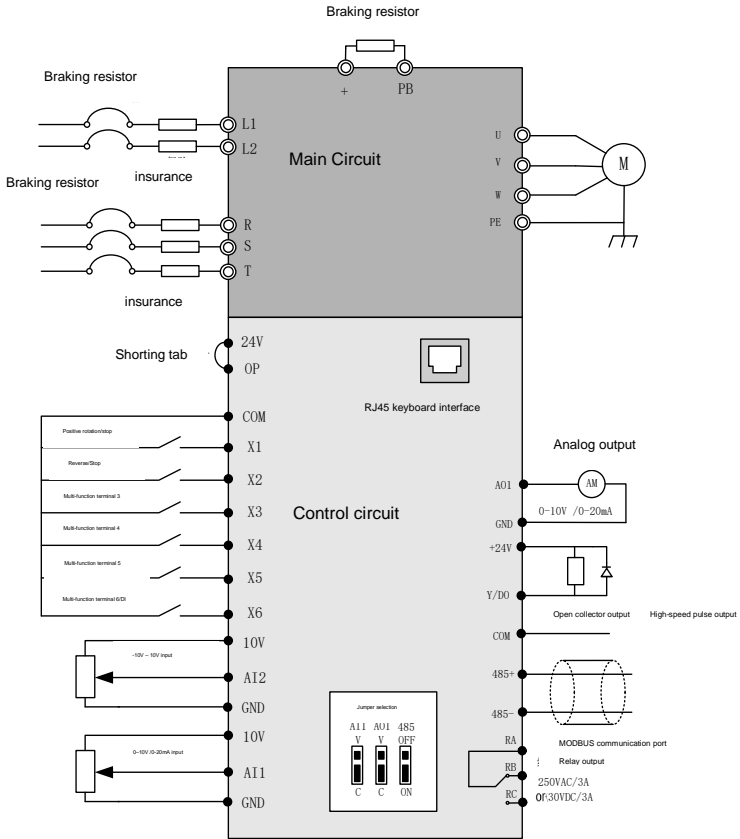 Braking resistor
+
PB
Braking resistor
L1
L2
insurance
Main Circuit
U
V
W
PE
M
Braking resistor
R
S
T
insurance
Shorting tab
24V
OP
RJ45 keyboard interface
COM
Positive rotation/stop
X1
Reverse/Stop
X2
Multi-function terminal 3
X3
Multi-function terminal 4
X4
Multi-function terminal 5
X5
Multi-function terminal 6/DI
X6
Control circuit
10V
-10V ~ 10V input
AI2
GND
10V
0~10V /0~20mA input
AI1
GND
Jumper selection
AI1 AO1 485
V V OFF
C C ON
Analog output
AO1
AM
0-10V /0-20mA
GND
+24V
Y/DO
Open collector output High-speed pulse output
COM
485+
485-
MODBUS communication port
RA
Relay output
RB
250VAC/3A
RC
or 30VDC/3A